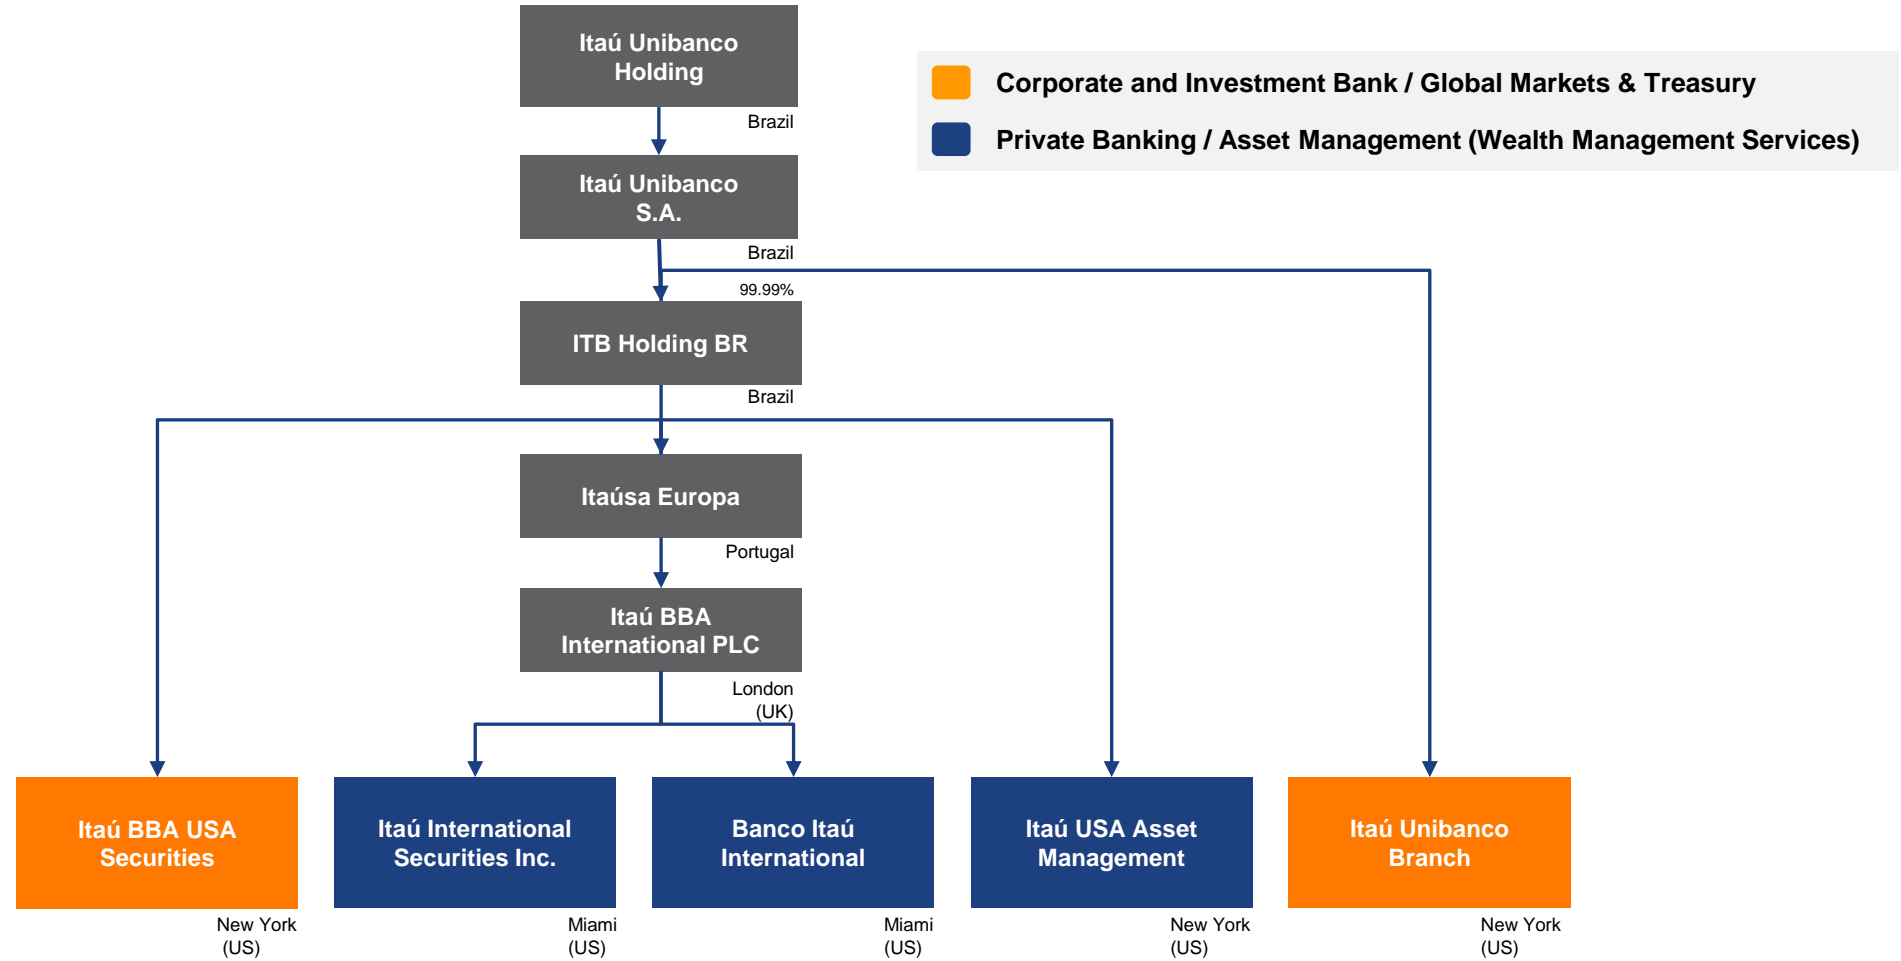 Itaú Unibanco
Holding
Brazil
Corporate and Investment Bank / Global Markets & Treasury
Private Banking / Asset Management (Wealth Management Services)
Itaú Unibanco
S.A.
Brazil
99.99%
ITB Holding BR
Brazil
Itaúsa Europa
Portugal
Itaú BBA
International PLC
London
(UK)
Itaú BBA USA
Securities
New York
(US)
Itaú International
Securities Inc.
Miami
(US)
Banco Itaú
International
Miami
(US)
Itaú USA Asset
Management
New York
(US)
Itaú Unibanco
Branch
New York
(US)